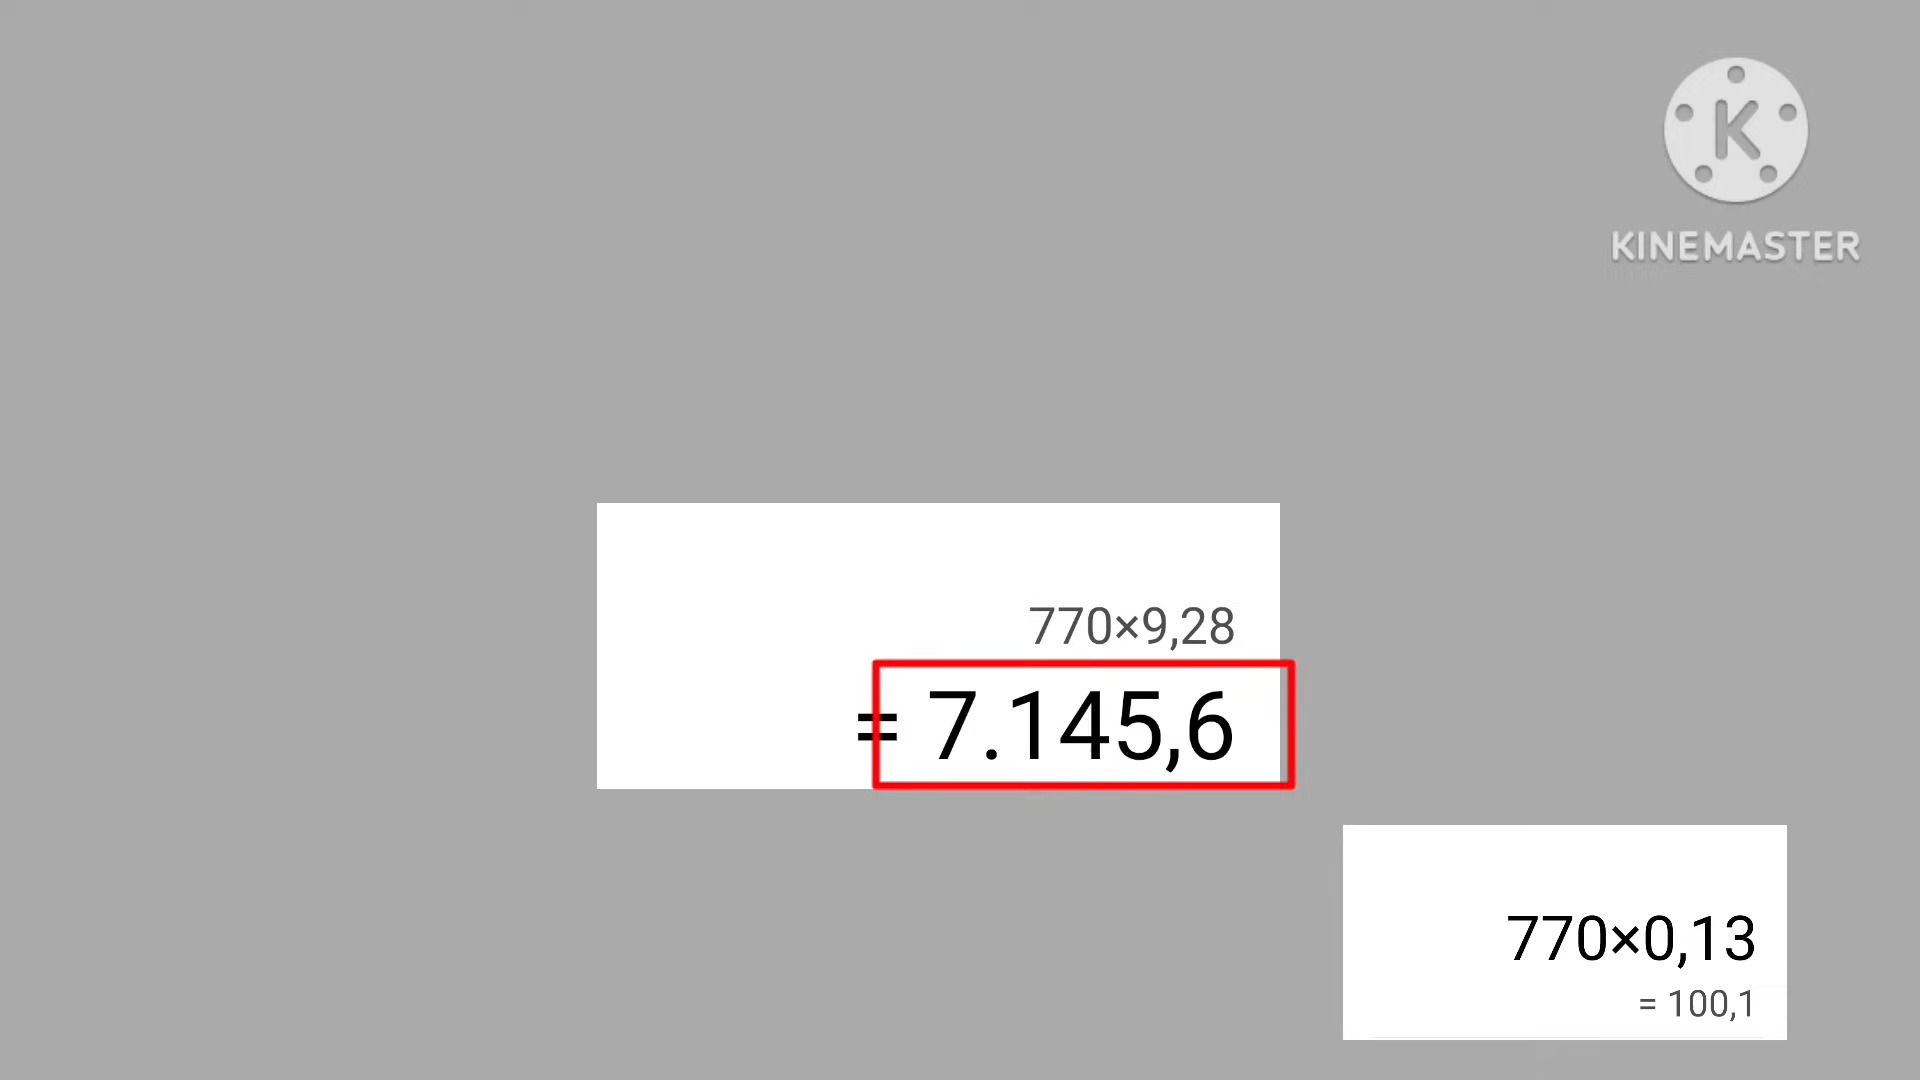 K
KINEMASTER
770×9,28
= 7.145,6
770×0,13
= 100,1